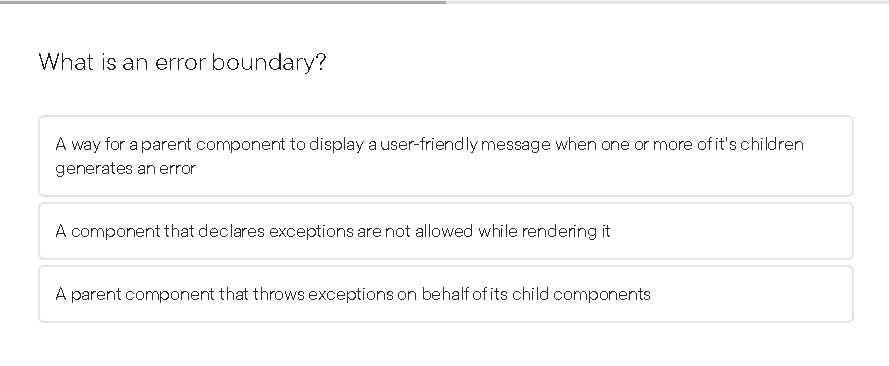 What is an error boundary?
A way for a parent component to display a user-friendly message when one or more of it's children
generates an error
A component that declares exceptions are not allowed while rendering it
A parent component that throws exceptions on behalf of its child components